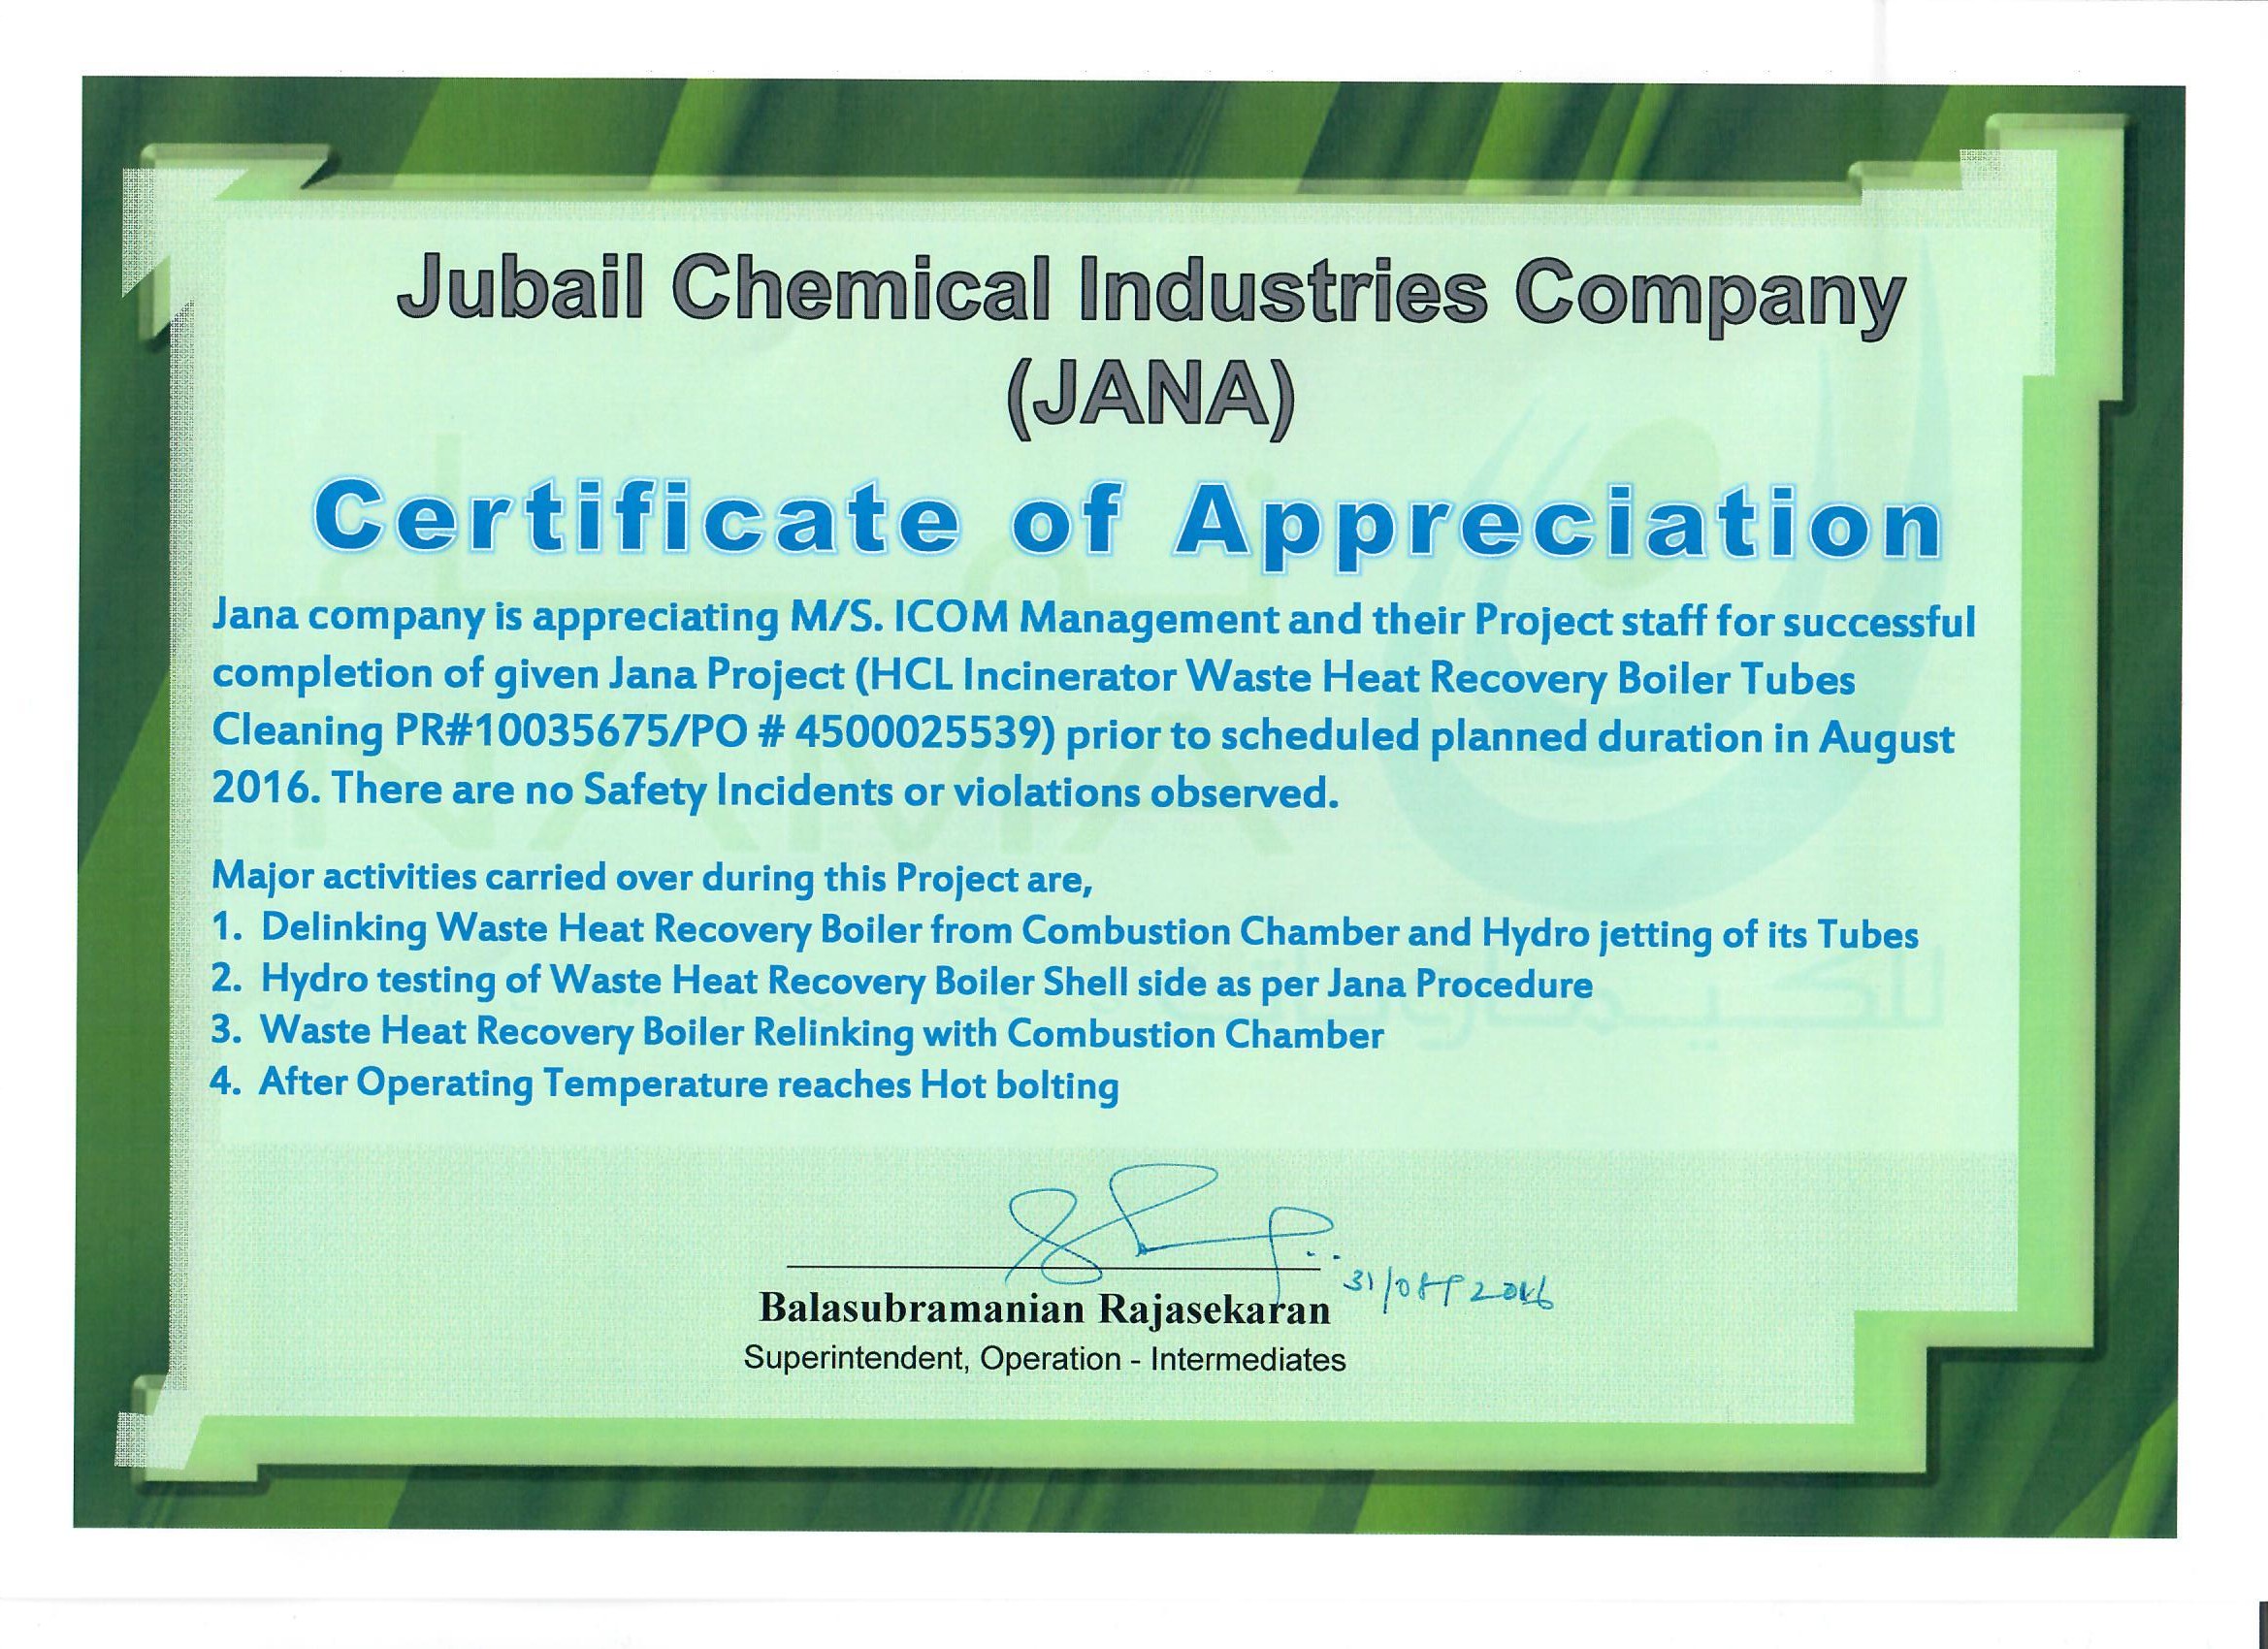 Jubail Chemical Industries Company
(JANA)
Certificate of Appreciation
Jana company is appreciating M/S. ICOM Management and their Project staff for successful
completion of given Jana Project (HCL Incinerator Waste Heat Recovery Boiler Tubes
Cleaning PR#10035675/PO # 4500025539) prior to scheduled planned duration in August
2016. There are no Safety Incidents or violations observed.
Major activities carried over during this Project are,
1. Delinking Waste Heat Recovery Boiler from Combustion Chamber and Hydro jetting of its Tubes
2. Hydro testing of Waste Heat Recovery Boiler Shell side as per Jana Procedure
3. Waste Heat Recovery Boiler Relinking with Combustion Chamber
4. After Operating Temperature reaches Hot bolting
Balasubramanian Rajasekaran
Superintendent, Operation - Intermediates
NAMA
للكيماويات